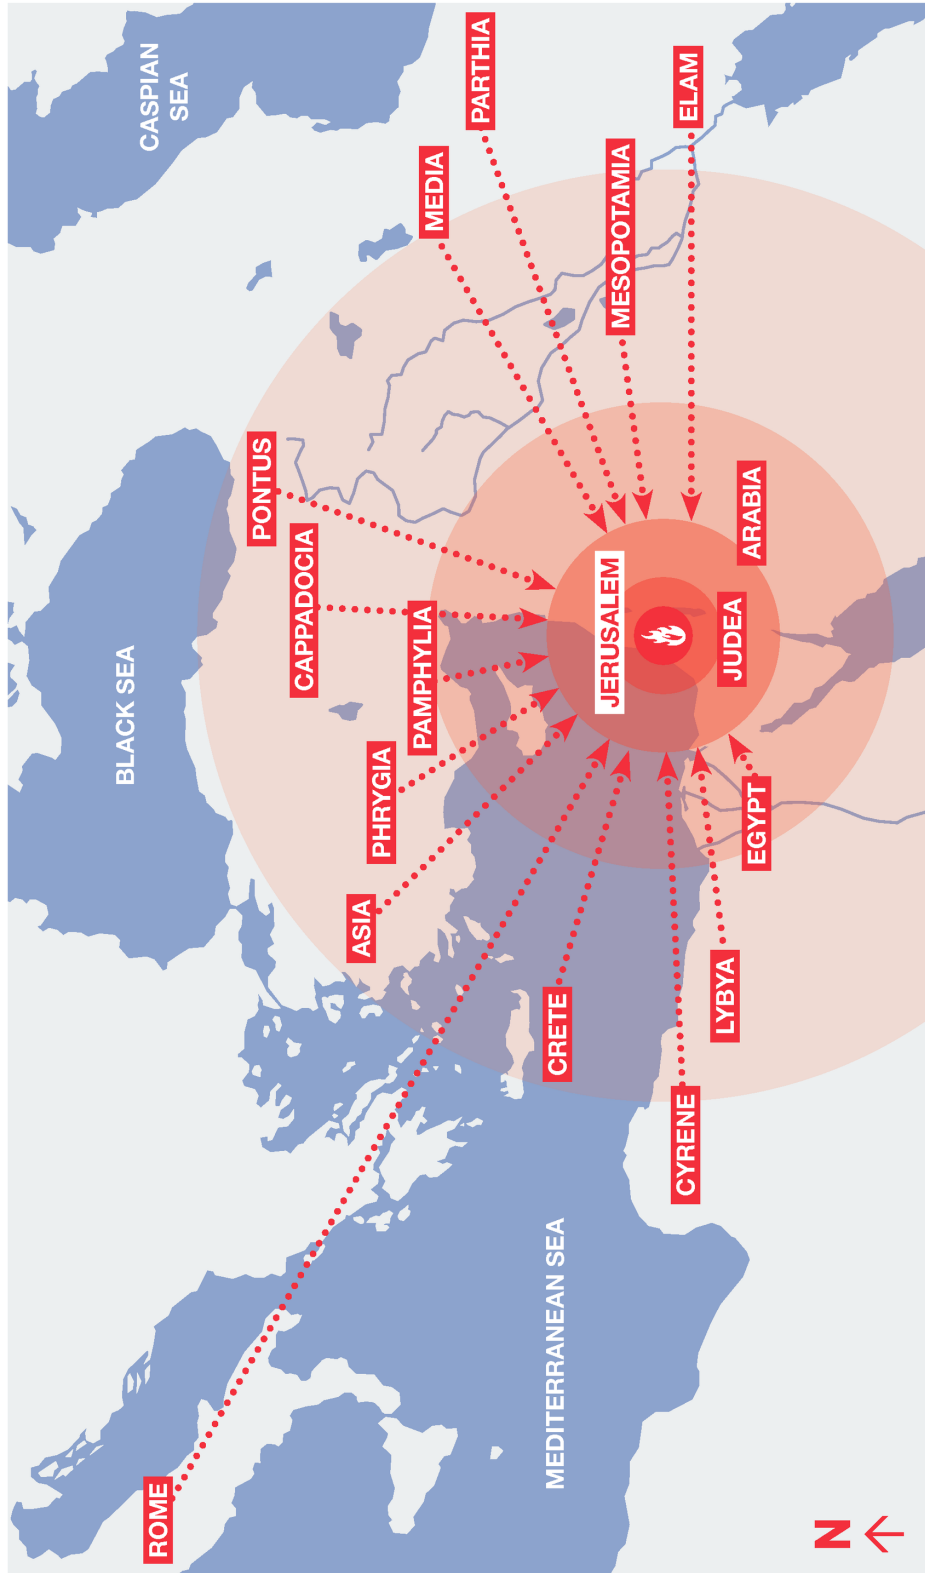 CASPIAN
SEA
BLACK SEA
ROME
PONTUS
CAPPADOCIA
MEDIA
PARTHIA
ASIA
PHRYGIA
PAMPHYLIA
CRETE
MEDITERRANEAN SEA
JERUSALEM
MESOPOTAMIA
ELAM
CYRENE
LYBYA
EGYPT
JUDEA
ARABIA
N